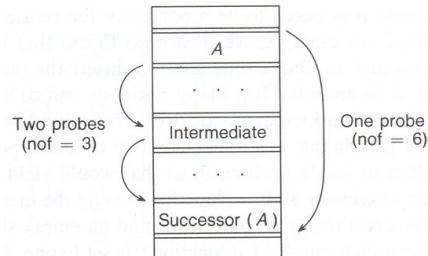 A
Two probes
(nof = 3)
Intermediate
One probe
(nof = 6)
Successor (A)